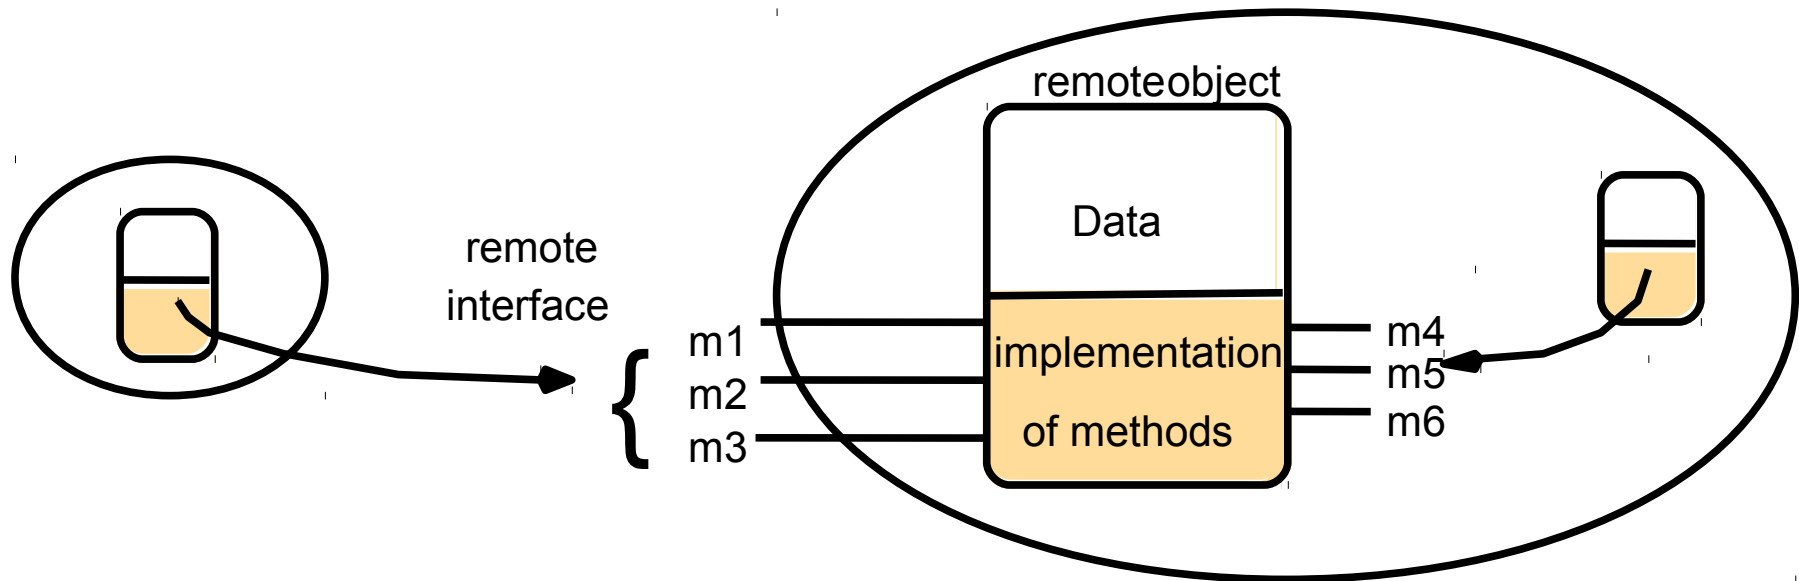 remoteobject
Data
remote
interface
{
m1
m2
m3
implementation
of methods
m4
m5
m6